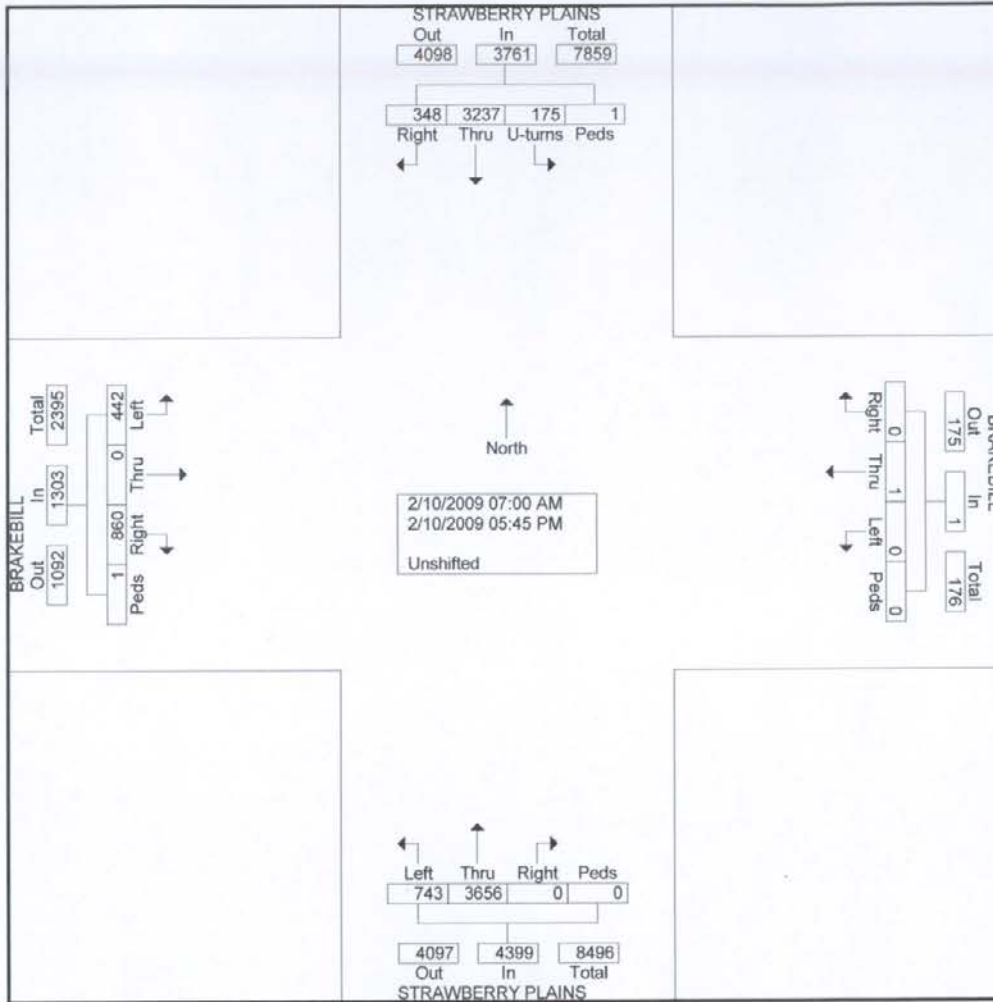 STRAWBERRY PLAINS
Out In Total
4098 3761 7859
348 3237 175 1
Right Thru U-turns Peds
BRAKEBILL
Total In Out
2395 1303 1092
442 0 860 1
Left Thru Right Peds
North
2/10/2009 07:00 AM
2/10/2009 05:45 PM
Unshifted
Right Thru Left Peds
0 1 0 0
Out In Total
175 1 176
BRAKEBILL
Left Thru Right Peds
743 3656 0 0
4097 4399 8496
Out In Total
STRAWBERRY PLAINS